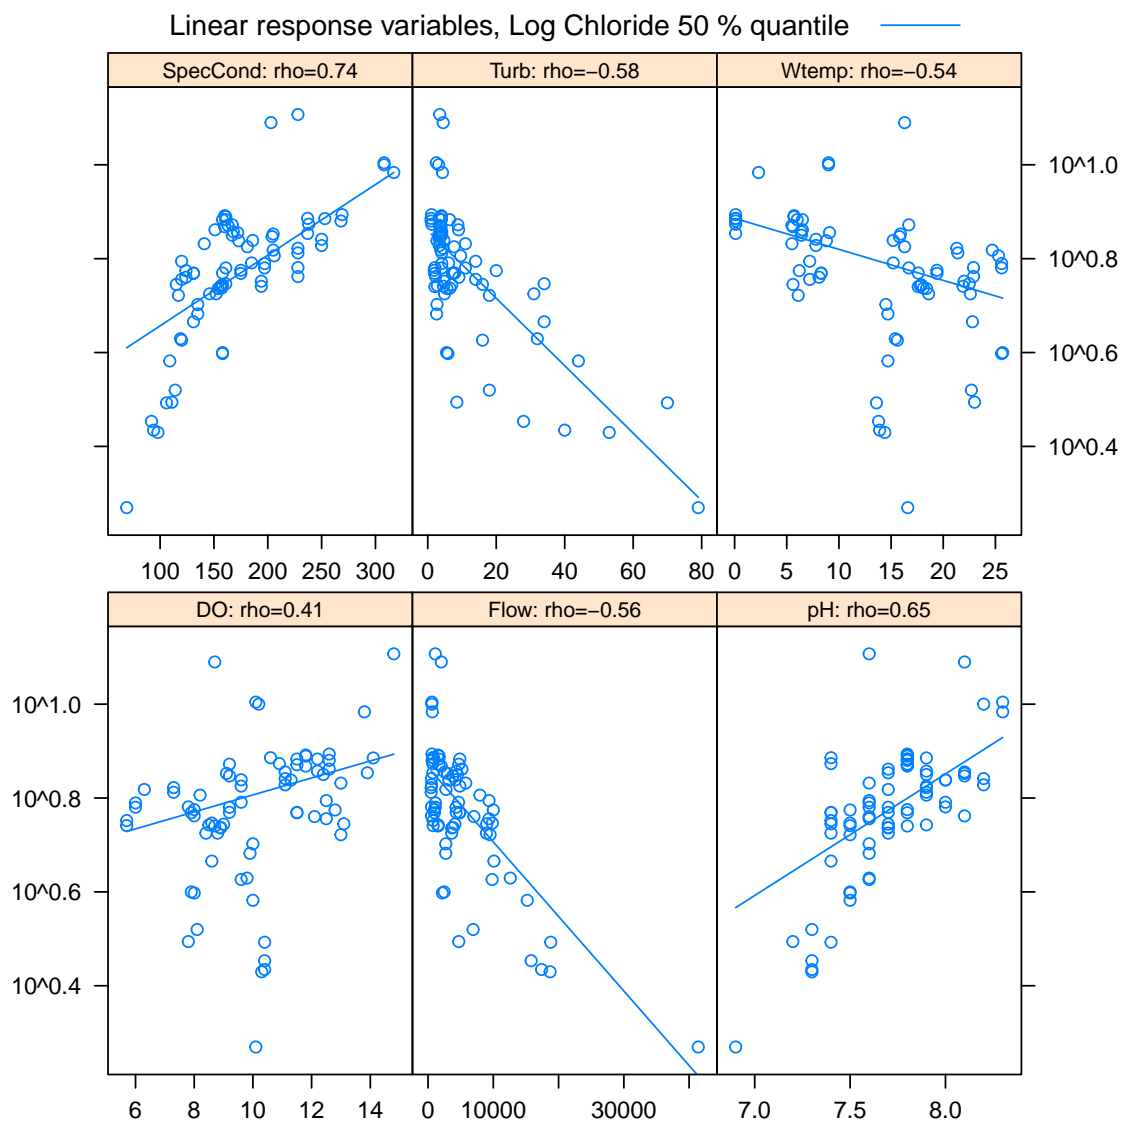 Linear response variables, Log Chloride 50 % quantile
SpecCond: rho=0.74 Turb: rho=−0.58 Wtemp: rho=−0.54
10^1.0
10^0.8
10^0.6
10^0.4
100 150 200 250 300 0 20 40 60 80 0 5 10 15 20 25
DO: rho=0.41 Flow: rho=−0.56 pH: rho=0.65
10^1.0
10^0.8
10^0.6
10^0.4
6 8 10 12 14 0 10000 30000 7.0 7.5 8.0